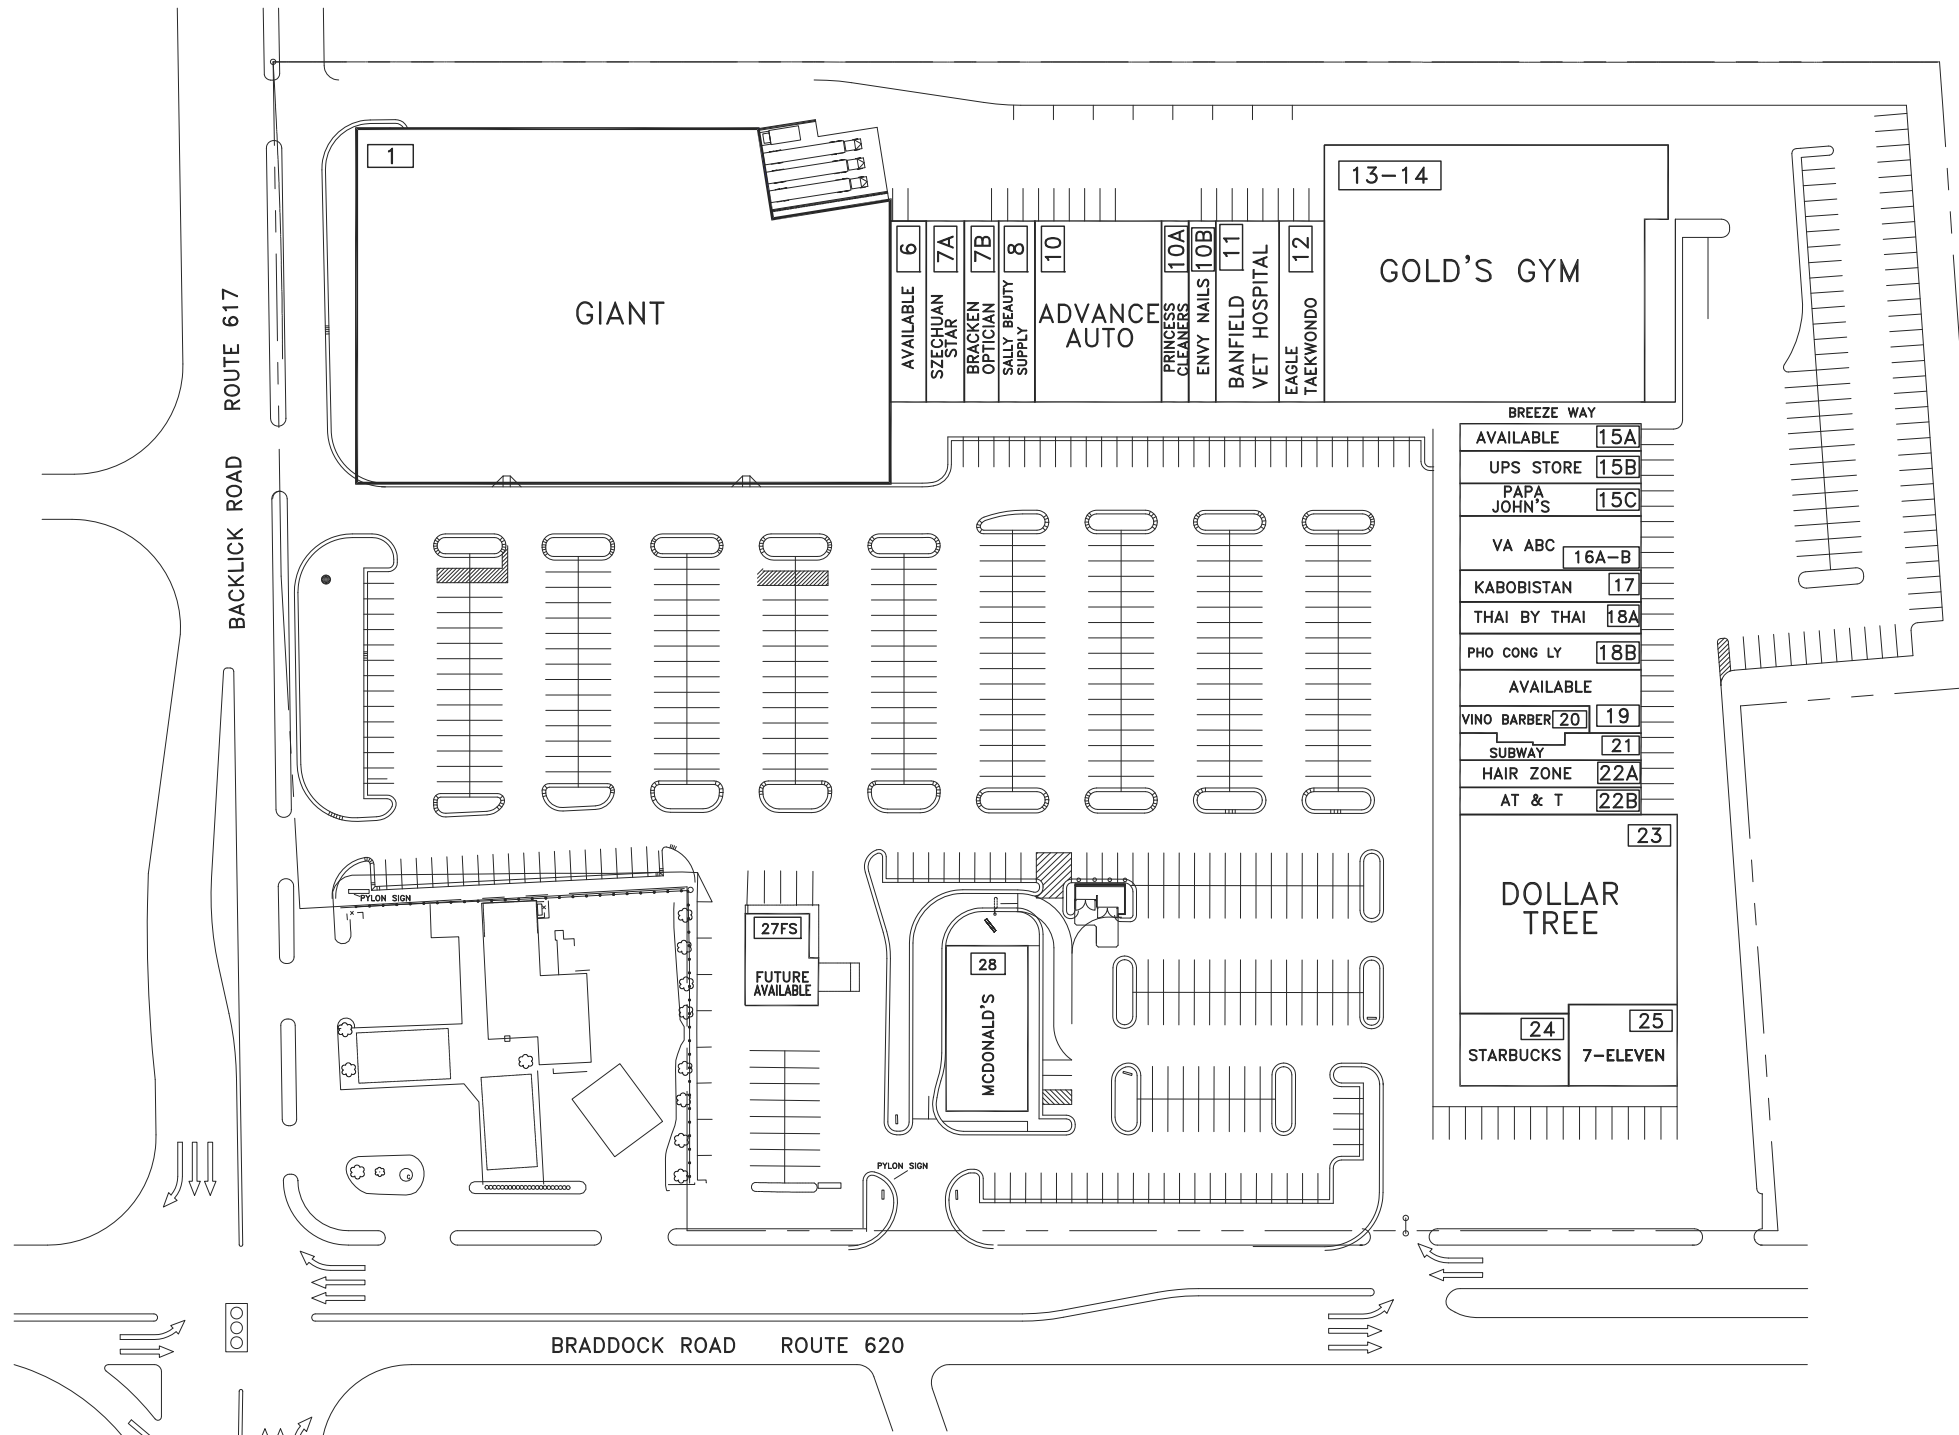 1
GIANT
ROUTE 617
BACKLICK ROAD
6
AVAILABLE
7A
SZECHUAN
STAR
7B
BRACKEN
OPTICIAN
8
SALLY BEAUTY
SUPPLY
10
ADVANCE
AUTO
10A
PRINCESS
CLEANERS
10B
ENVY NAILS
11
BANFIELD
VET HOSPITAL
12
EAGLE
TAEKWONDO
13-14
GOLD'S GYM
BREEZE WAY
AVAILABLE 15A
UPS STORE 15B
PAPA
JOHN'S
15C
VA ABC
16A-B
KABOBISTAN 17
THAI BY THAI 18A
PHO CONG LY 18B
AVAILABLE
19
VINO BARBER 20
21
SUBWAY
HAIR ZONE 22A
AT & T 22B
23
DOLLAR
TREE
24
STARBUCKS
25
7-ELEVEN
PYLON SIGN
27FS
FUTURE
AVAILABLE
28
MCDONALD'S
PYLON SIGN
BRADDOCK ROAD ROUTE 620